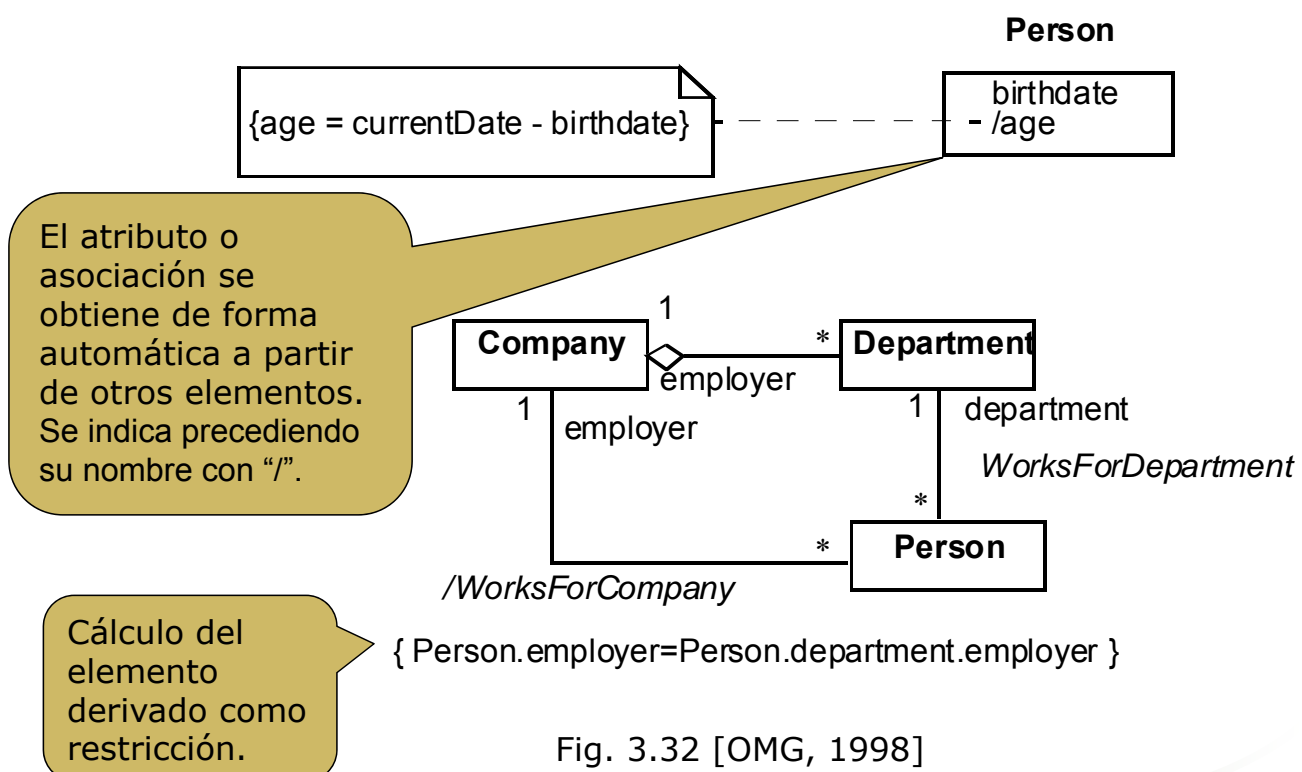 Person
birthdate
/age
{age = currentDate - birthdate}
El atributo o
asociación se
obtiene de forma
automática a partir
de otros elementos.
Se indica precediendo
su nombre con “/”.
1
Company
*
Department
employer
1
employer
1
department
WorksForDepartment
*
*
Person
/WorksForCompany
Cálculo del
elemento
derivado como
restricción.
{ Person.employer=Person.department.employer }
Fig. 3.32 [OMG, 1998]